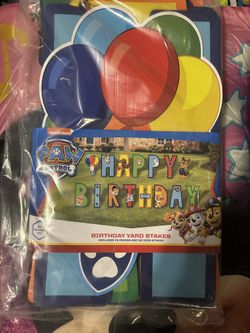 PAW
PATROL
HAPPY
BIRTHDAY
BIRTHDAY YARD STAKES